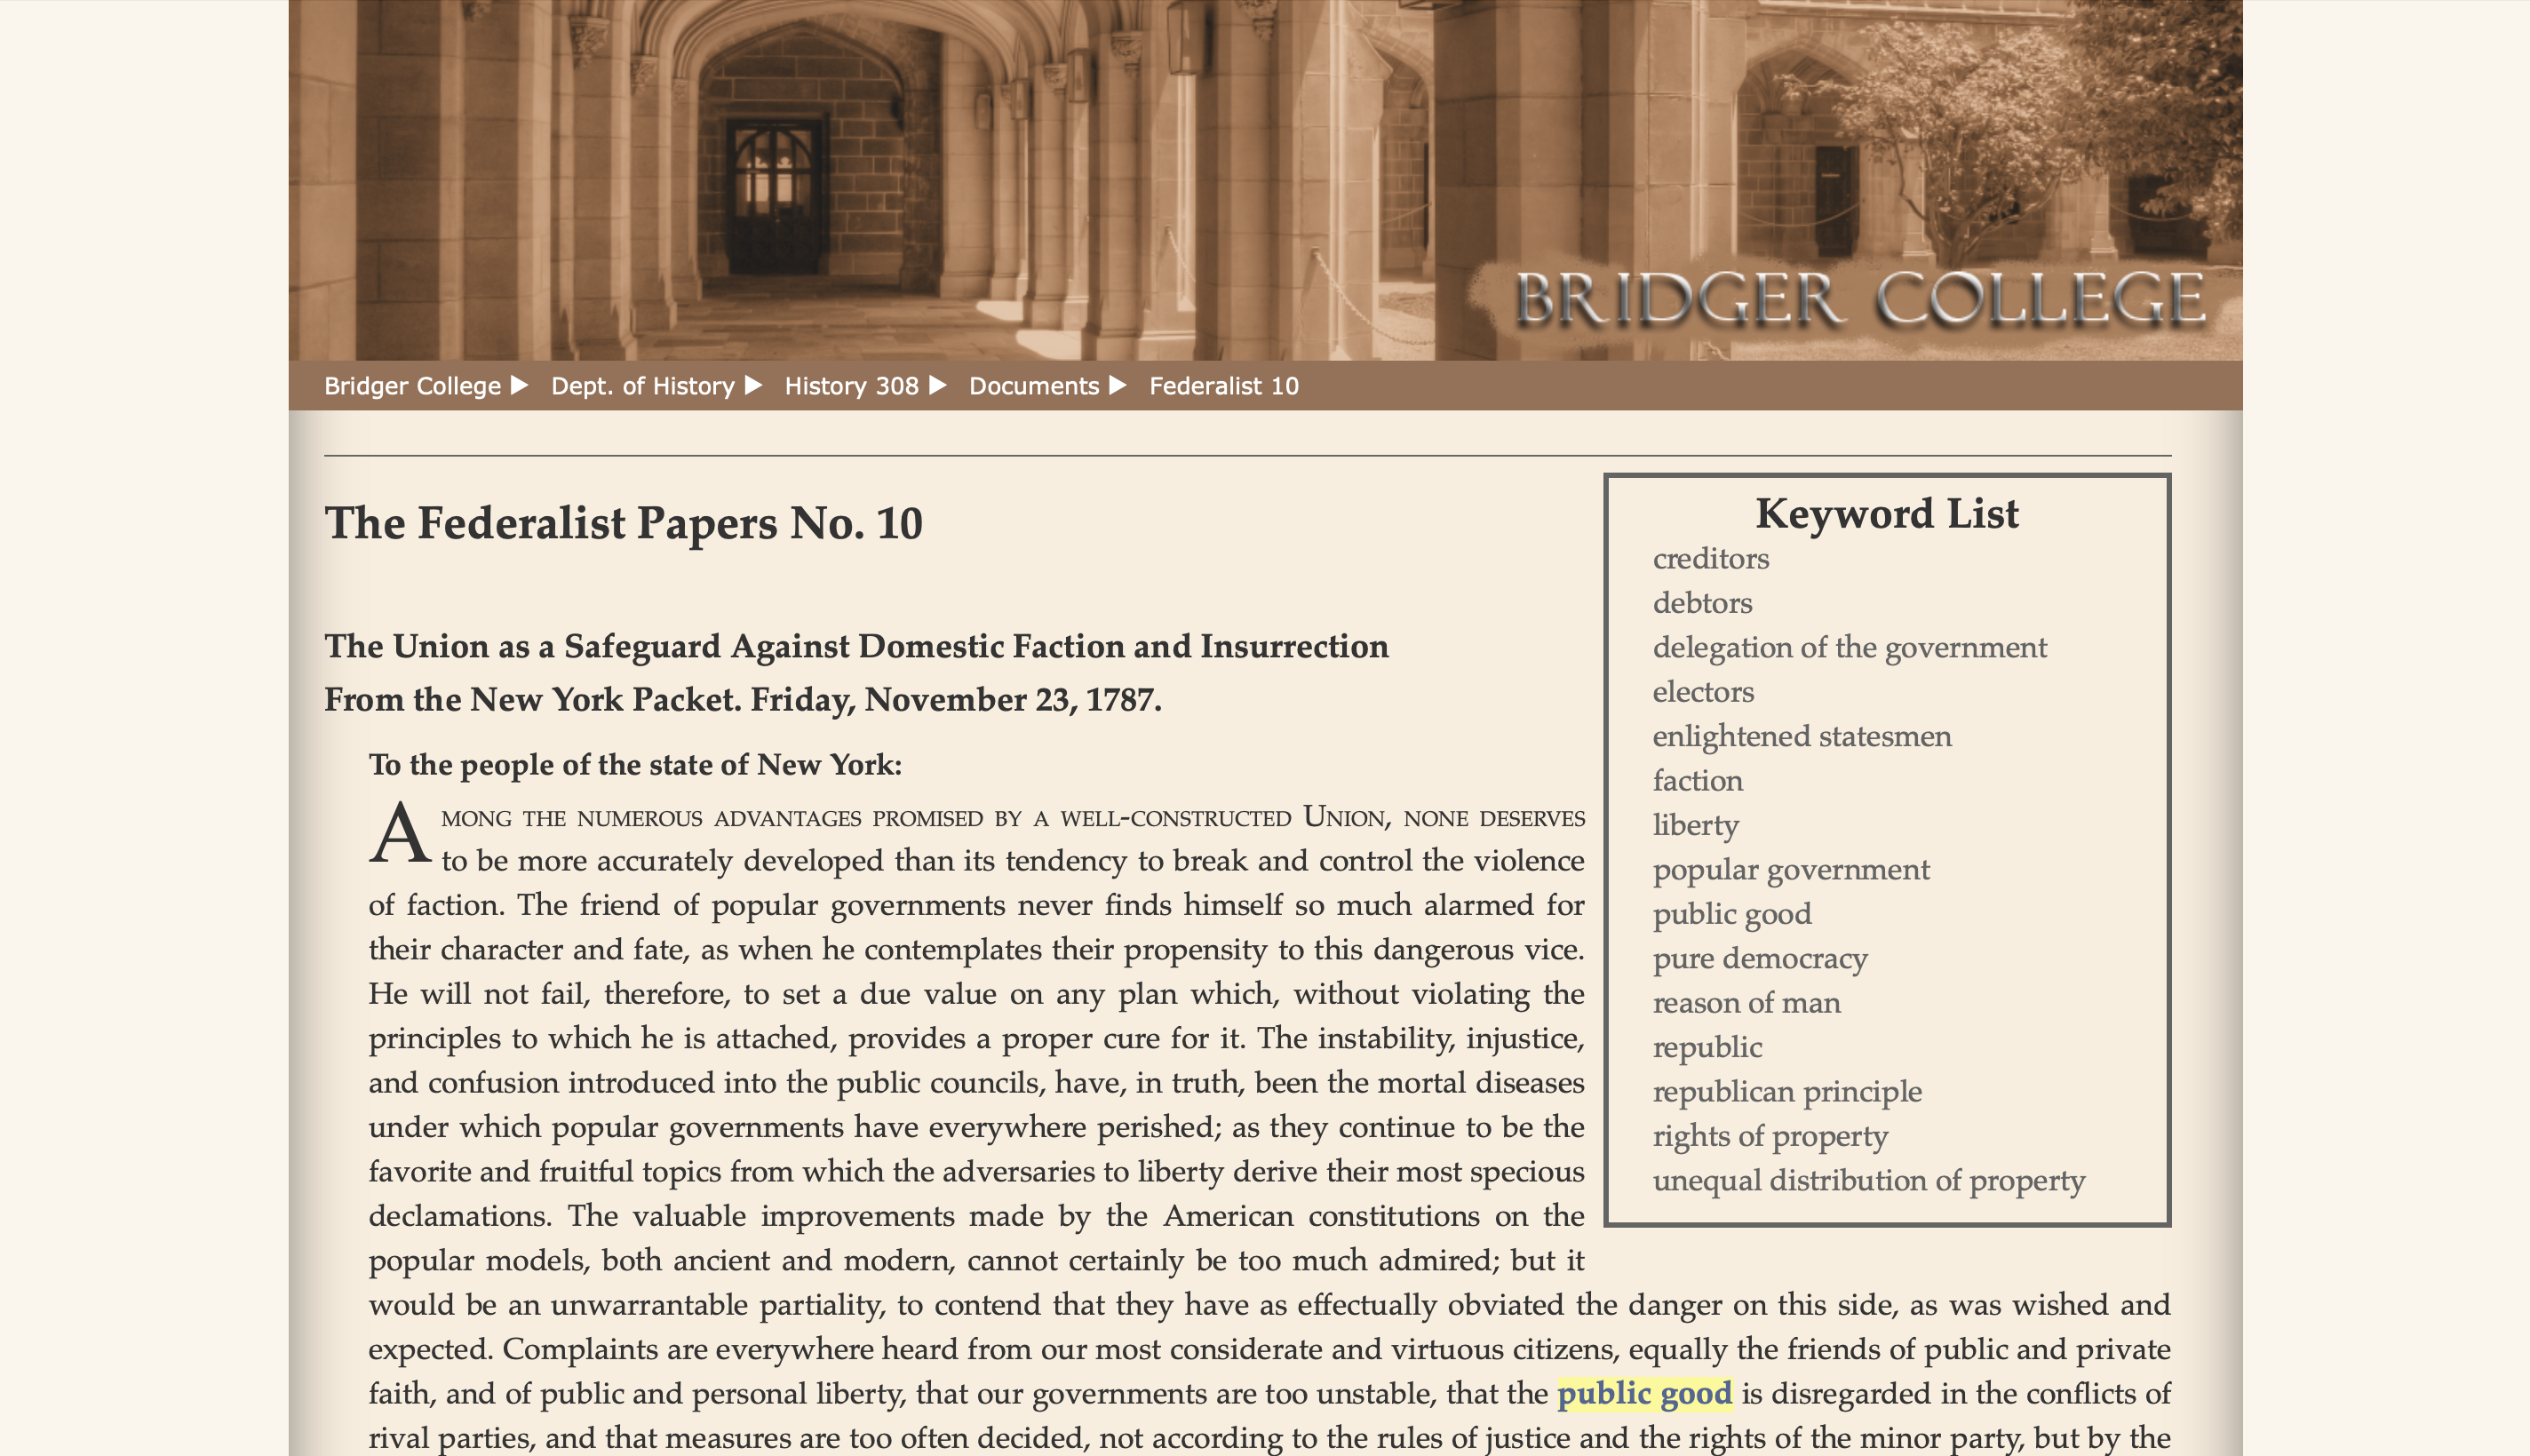 BRIDGER COLLEGE
Bridger College ▶ Dept. of History ▶ History 308 ▶ Documents ▶ Federalist 10
The Federalist Papers No. 10
The Union as a Safeguard Against Domestic Faction and Insurrection
From the New York Packet. Friday, November 23, 1787.
To the people of the state of New York:
Among the numerous advantages promised by a well-constructed Union, none deserves
to be more accurately developed than its tendency to break and control the violence
of faction. The friend of popular governments never finds himself so much alarmed for
their character and fate, as when he contemplates their propensity to this dangerous vice.
He will not fail, therefore, to set a due value on any plan which, without violating the
principles to which he is attached, provides a proper cure for it. The instability, injustice,
and confusion introduced into the public councils, have, in truth, been the mortal diseases
under which popular governments have everywhere perished; as they continue to be the
favorite and fruitful topics from which the adversaries to liberty derive their most specious
declamations. The valuable improvements made by the American constitutions on the
popular models, both ancient and modern, cannot certainly be too much admired; but it
would be an unwarrantable partiality, to contend that they have as effectually obviated the danger on this side, as was wished and
expected. Complaints are everywhere heard from our most considerate and virtuous citizens, equally the friends of public and private
faith, and of public and personal liberty, that our governments are too unstable, that the public good is disregarded in the conflicts of
rival parties, and that measures are too often decided, not according to the rules of justice and the rights of the minor party, but by the
Keyword List
creditors
debtors
delegation of the government
electors
enlightened statesmen
faction
liberty
popular government
public good
pure democracy
reason of man
republic
republican principle
rights of property
unequal distribution of property